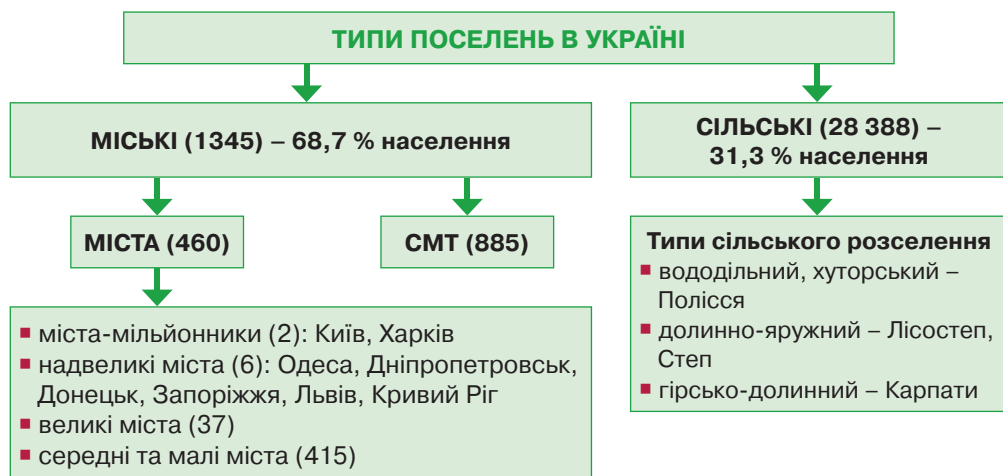 ТИПИ ПОСЕЛЕНЬ В УКРАЇНІ
МІСЬКІ (1345) – 68,7 % населення
СІЛЬСЬКІ (28 388) –
31,3 % населення
МІСТА (460)
СМТ (885)
■ міста-мільйонники (2): Київ, Харків
■ надвеликі міста (6): Одеса, Дніпропетровськ,
Донецьк, Запоріжжя, Львів, Кривий Ріг
■ великі міста (37)
■ середні та малі міста (415)
Типи сільського розселення
■ вододільний, хуторський –
Полісся
■ долинно-яружний – Лісостеп,
Степ
■ гірсько-долинний – Карпати